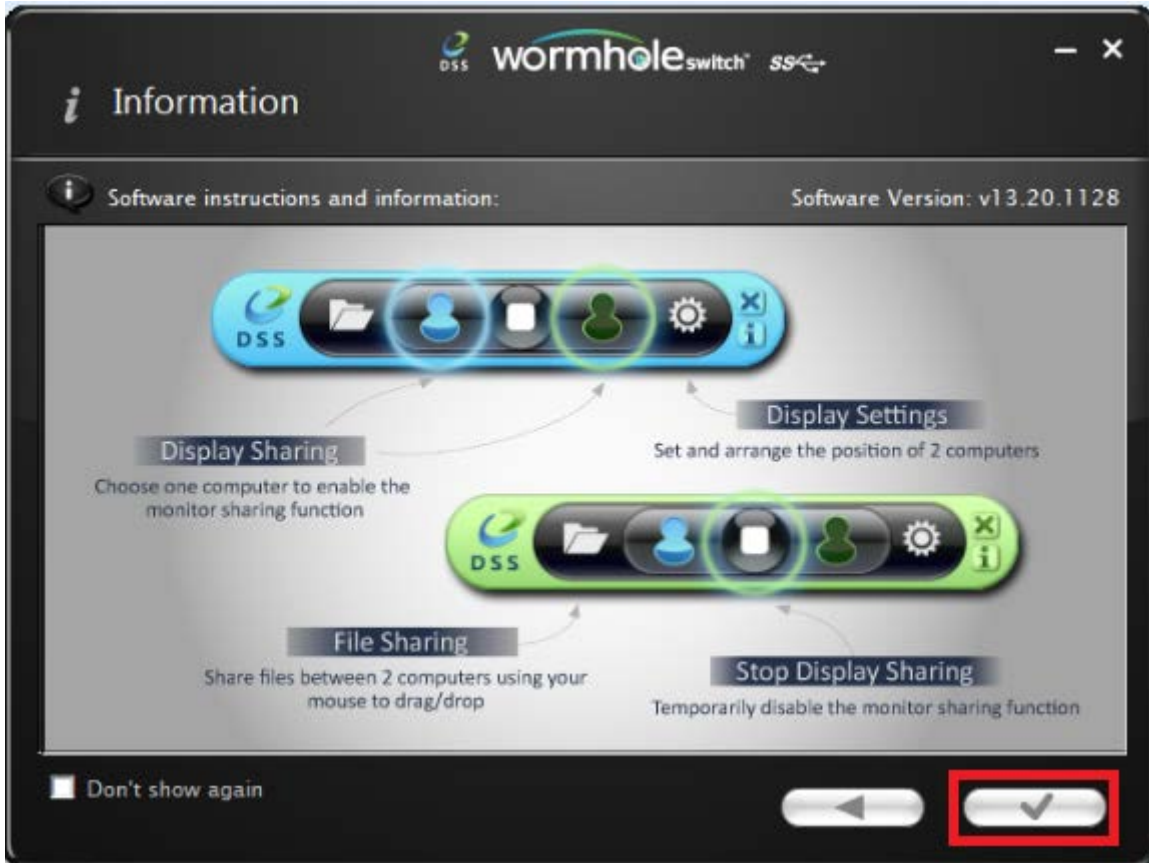 DSS wormhole switch™ SS
i Information
i Software instructions and information: Software Version: v13.20.1128
DSS X
i
Display Sharing
Choose one computer to enable the
monitor sharing function
Display Settings
Set and arrange the position of 2 computers
DSS X
i
File Sharing
Share files between 2 computers using your
mouse to drag/drop
Stop Display Sharing
Temporarily disable the monitor sharing function
Don't show again